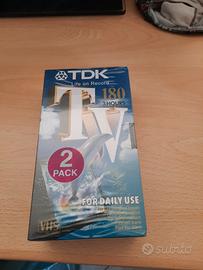 TDK
Life on Record
TV
180
3 HOURS
2
PACK
FOR DAILY USE
VHS
subito